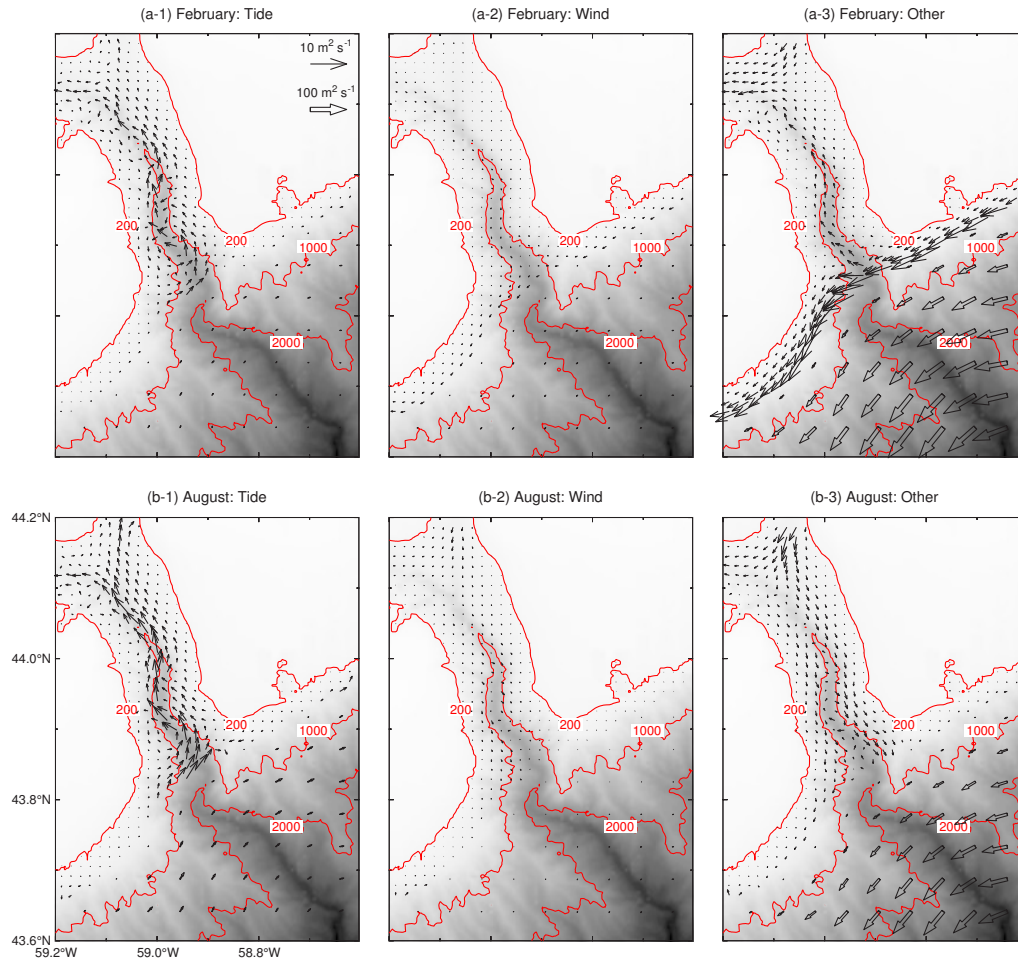 (a-1) February: Tide
(a-2) February: Wind
(a-3) February: Other
10 m² s⁻¹
100 m² s⁻¹
200
200
1000
2000
200
200
1000
2000
200
200
1000
2000
(b-1) August: Tide
(b-2) August: Wind
(b-3) August: Other
44.2°N
44.0°N
43.8°N
43.6°N
200
200
1000
2000
200
200
1000
2000
200
200
1000
2000
59.2°W
59.0°W
58.8°W